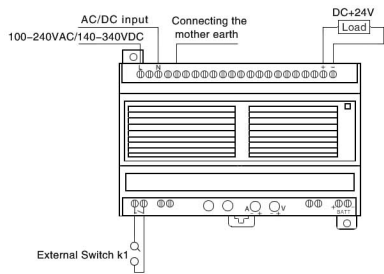 AC/DC input
Connecting the
mother earth
DC+24V
100-240VAC/140-340VDC
Load
L N + −
A V
- + - +
+ -
BATT
External Switch k1